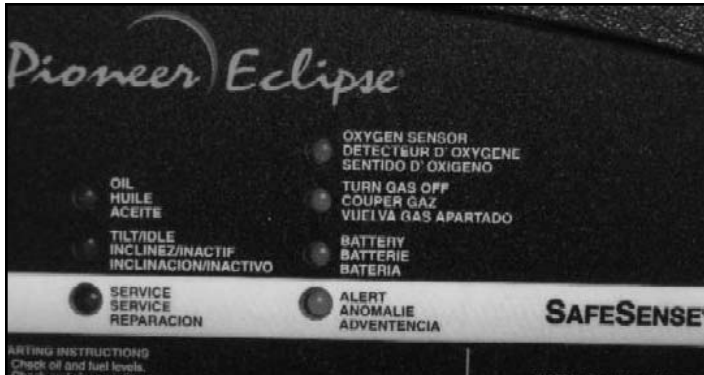 Pioneer Eclipse
OXYGEN SENSOR
DETECTEUR D' OXYGENE
SENTIDO D' OXIGENO
OIL
HUILE
ACEITE
TURN GAS OFF
COUPER GAZ
VUELVA GAS APARTADO
TILT/IDLE
INCLINEZ/INACTIF
INCLINACION/INACTIVO
BATTERY
BATTERIE
BATERIA
SERVICE
SERVICE
REPARACION
ALERT
ANOMALIE
ADVENTENCIA
SAFESENSE
ARTING INSTRUCTIONS
Check oil and fuel levels.